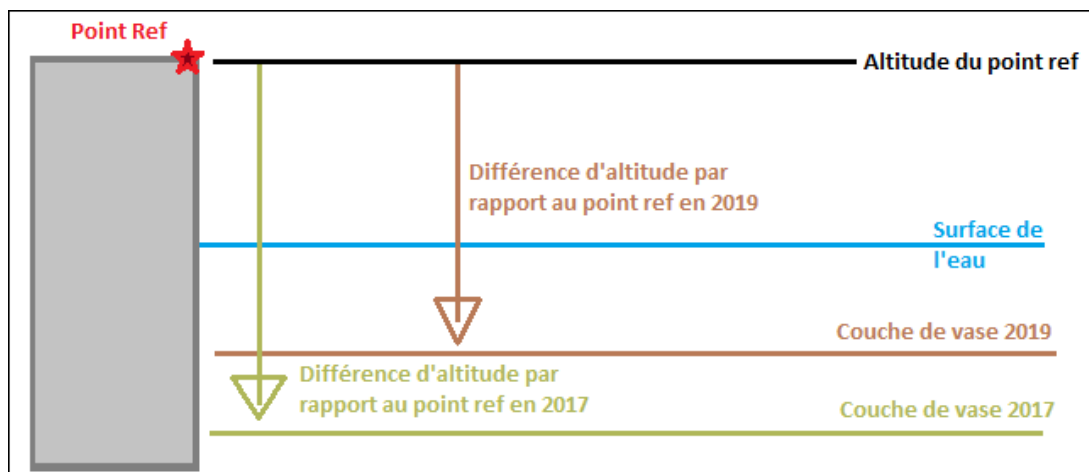 Point Ref
Altitude du point ref
Différence d'altitude par
rapport au point ref en 2019
Surface de
l'eau
Couche de vase 2019
Différence d'altitude par
rapport au point ref en 2017
Couche de vase 2017